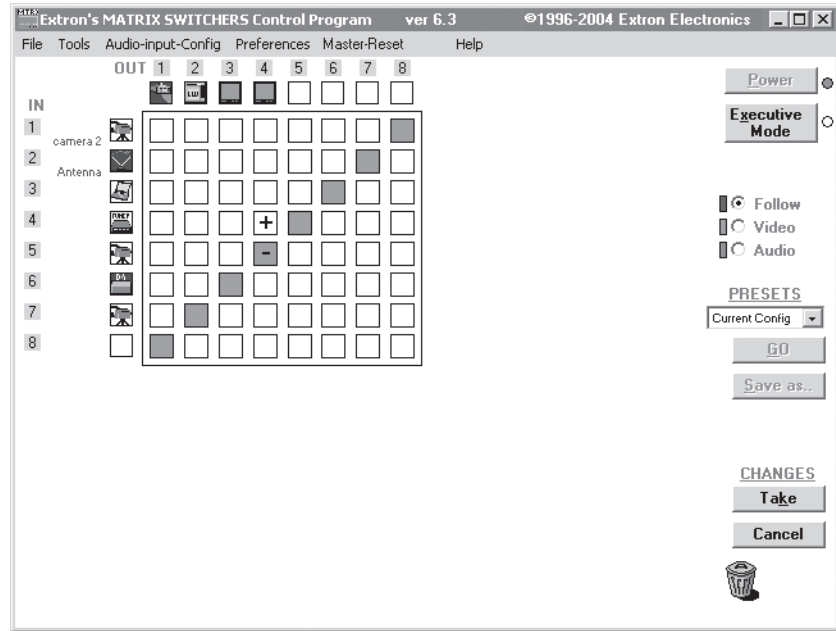 MTRX Extron's MATRIX SWITCHERS Control Program ver 6.3 ©1996-2004 Extron Electronics
File Tools Audio-input-Config Preferences Master-Reset Help
OUT 1 2 3 4 5 6 7 8
Power
IN
Executive
Mode
1
camera 2
2
Antenna
3
Follow
4
+
Video
5
-
Audio
6
DA
PRESETS
7
Current Config
8
GO
Save as..
CHANGES
Take
Cancel